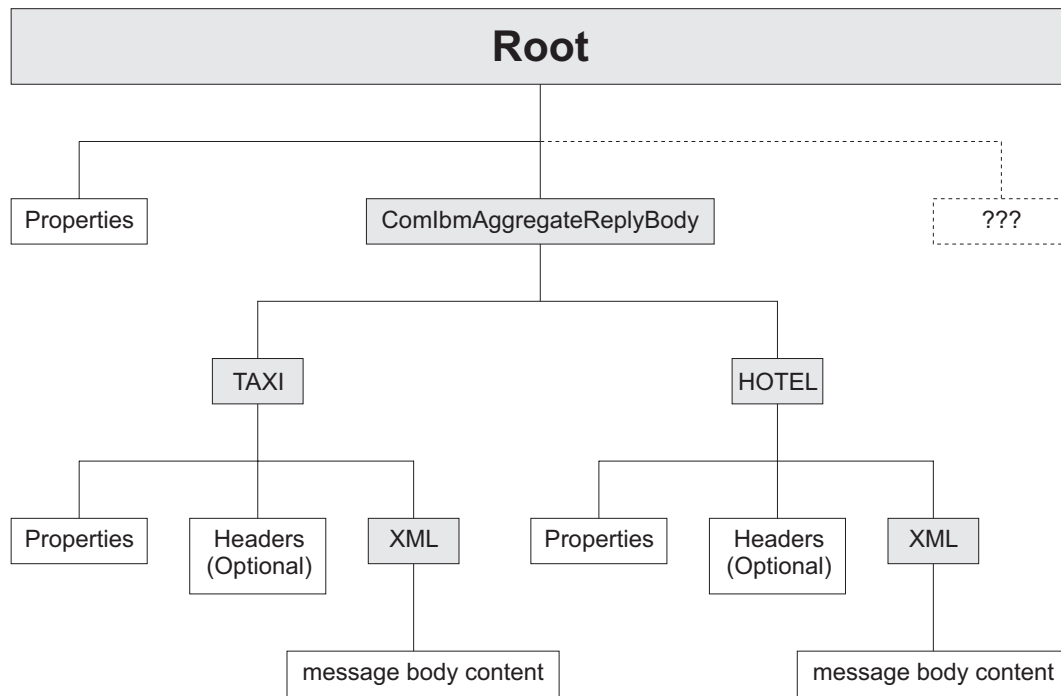 Root
Properties
ComIbmAggregateReplyBody
???
TAXI
HOTEL
Properties
Headers
(Optional)
XML
Properties
Headers
(Optional)
XML
message body content
message body content